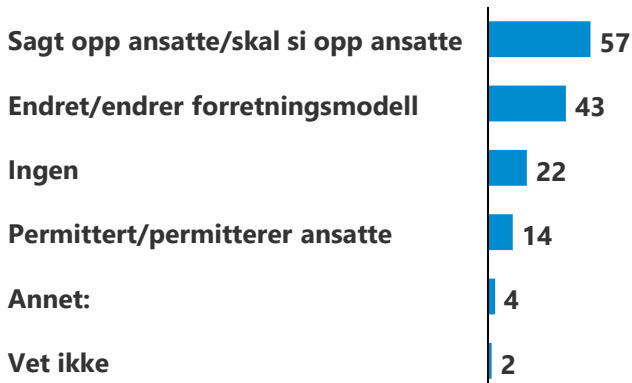 Sagt opp ansatte/skal si opp ansatte 57
Endret/endrer forretningsmodell 43
Ingen 22
Permittert/permitterer ansatte 14
Annet: 4
Vet ikke 2